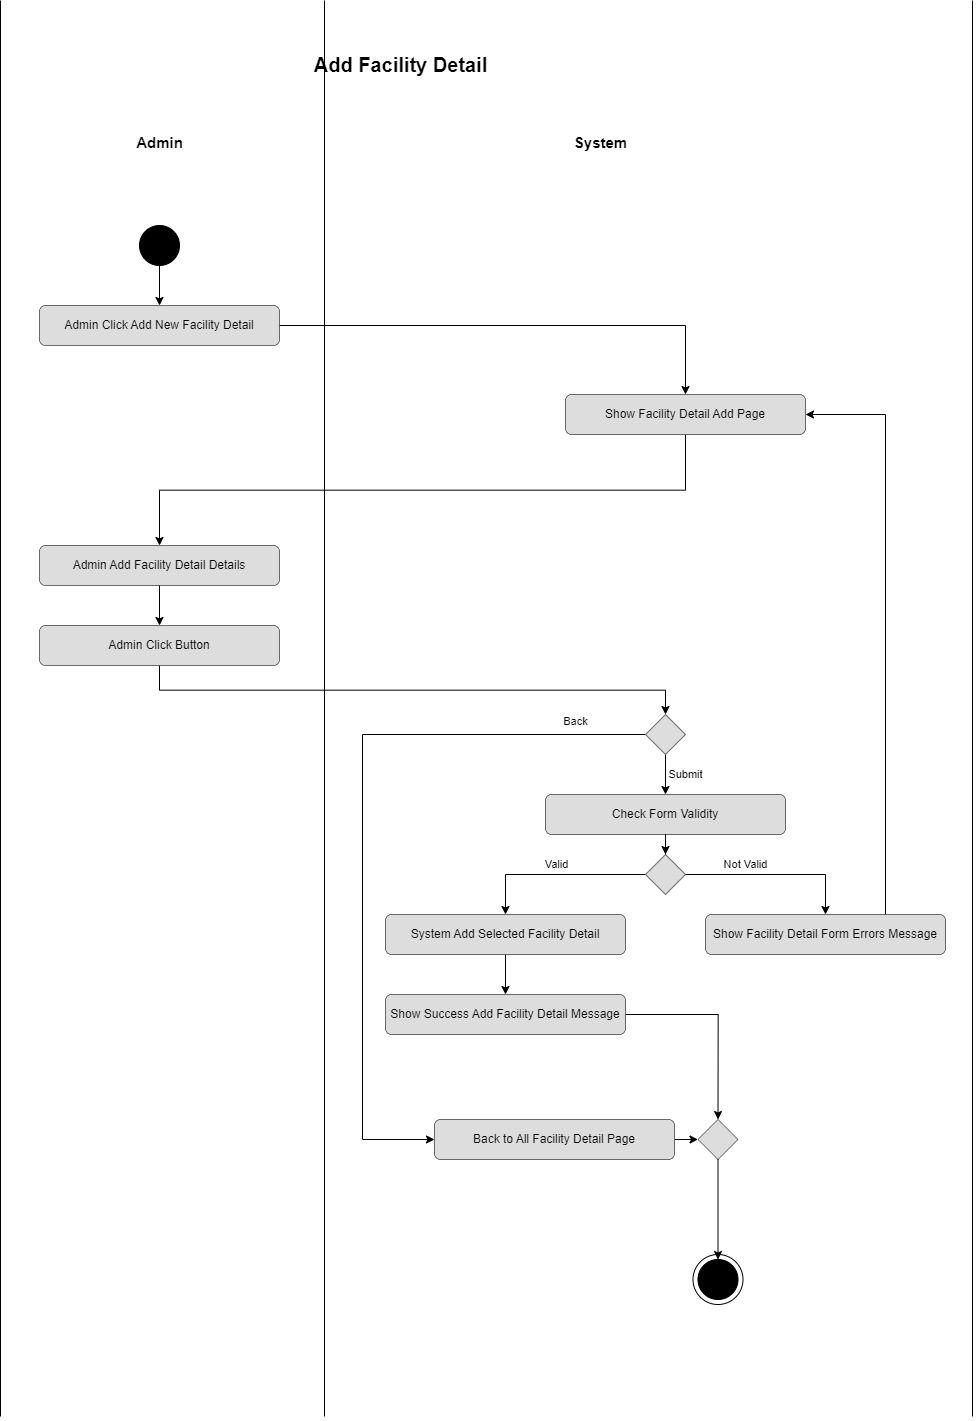 Add Facility Detail
Admin
System
Admin Click Add New Facility Detail
Show Facility Detail Add Page
Admin Add Facility Detail Details
Admin Click Button
Back
Submit
Check Form Validity
Valid
Not Valid
System Add Selected Facility Detail
Show Facility Detail Form Errors Message
Show Success Add Facility Detail Message
Back to All Facility Detail Page